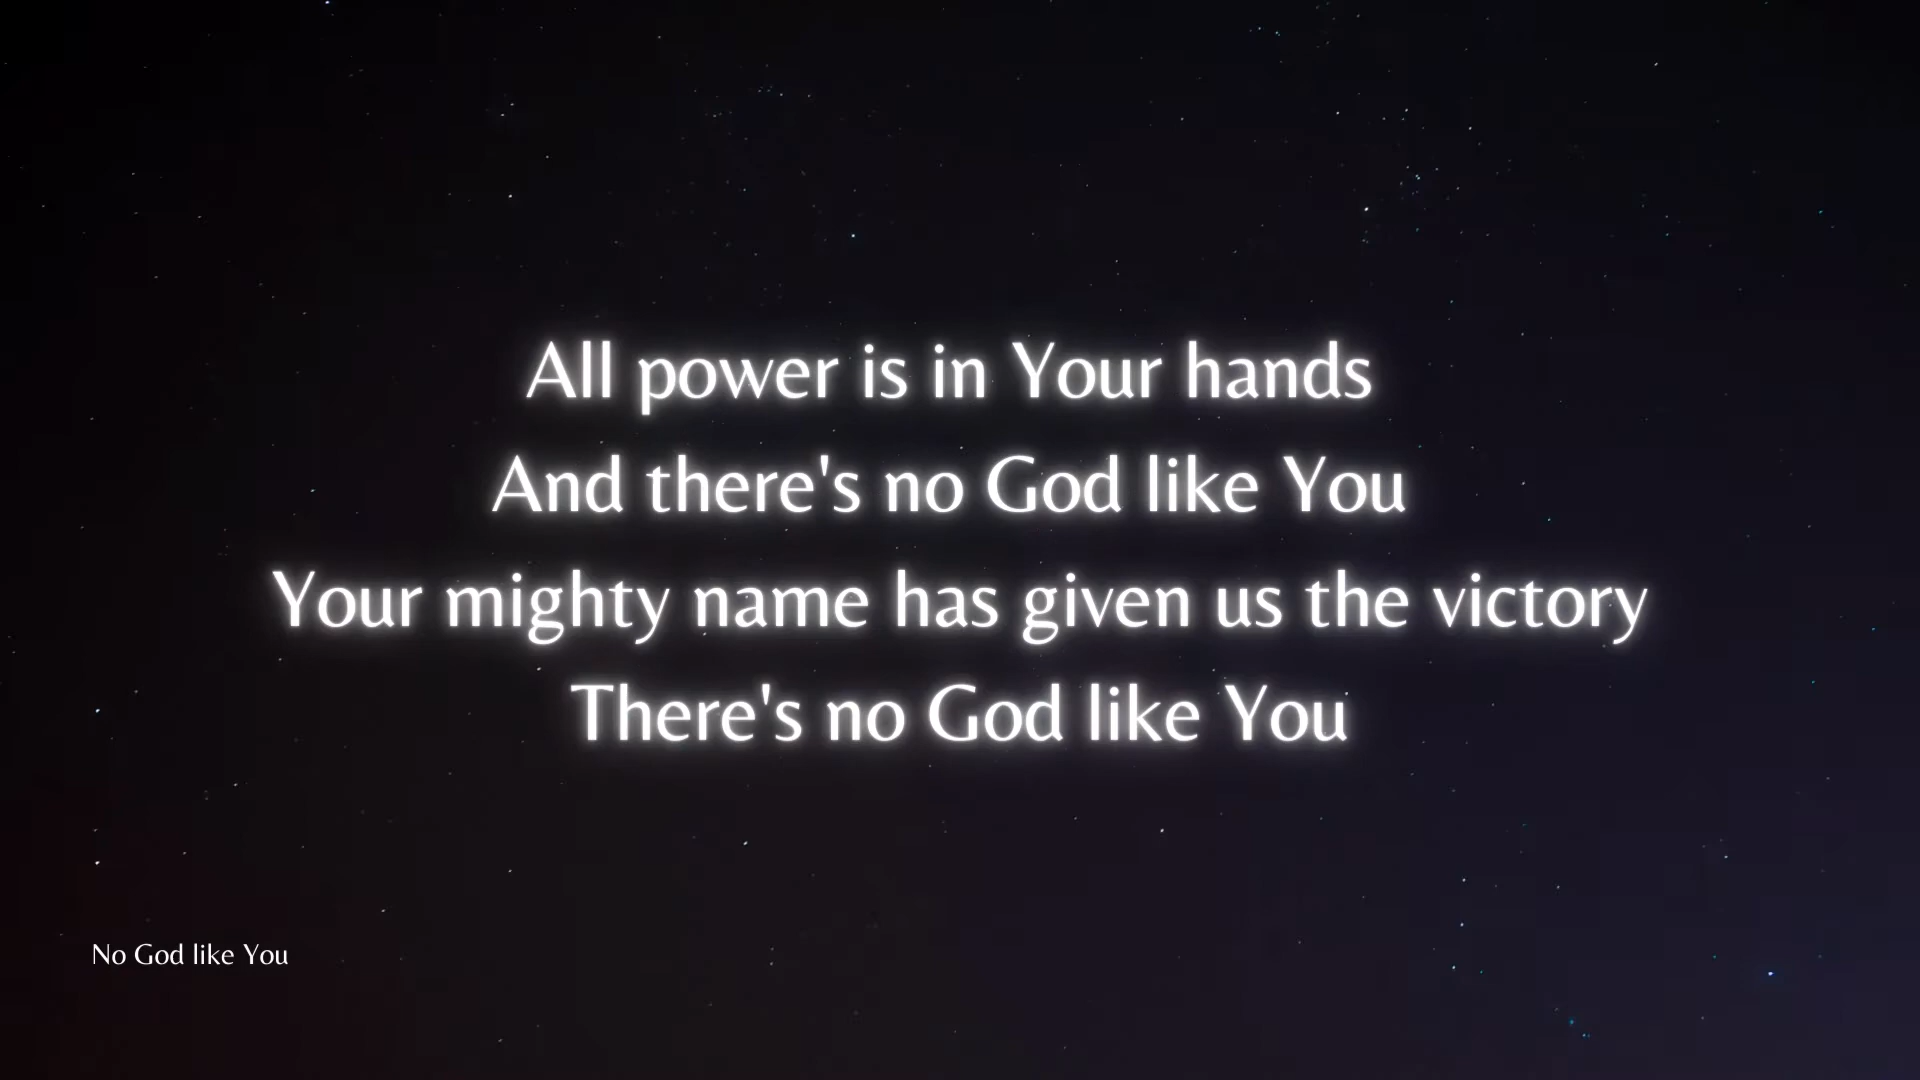 All power is in Your hands
And there's no God like You
Your mighty name has given us the victory
There's no God like You
No God like You